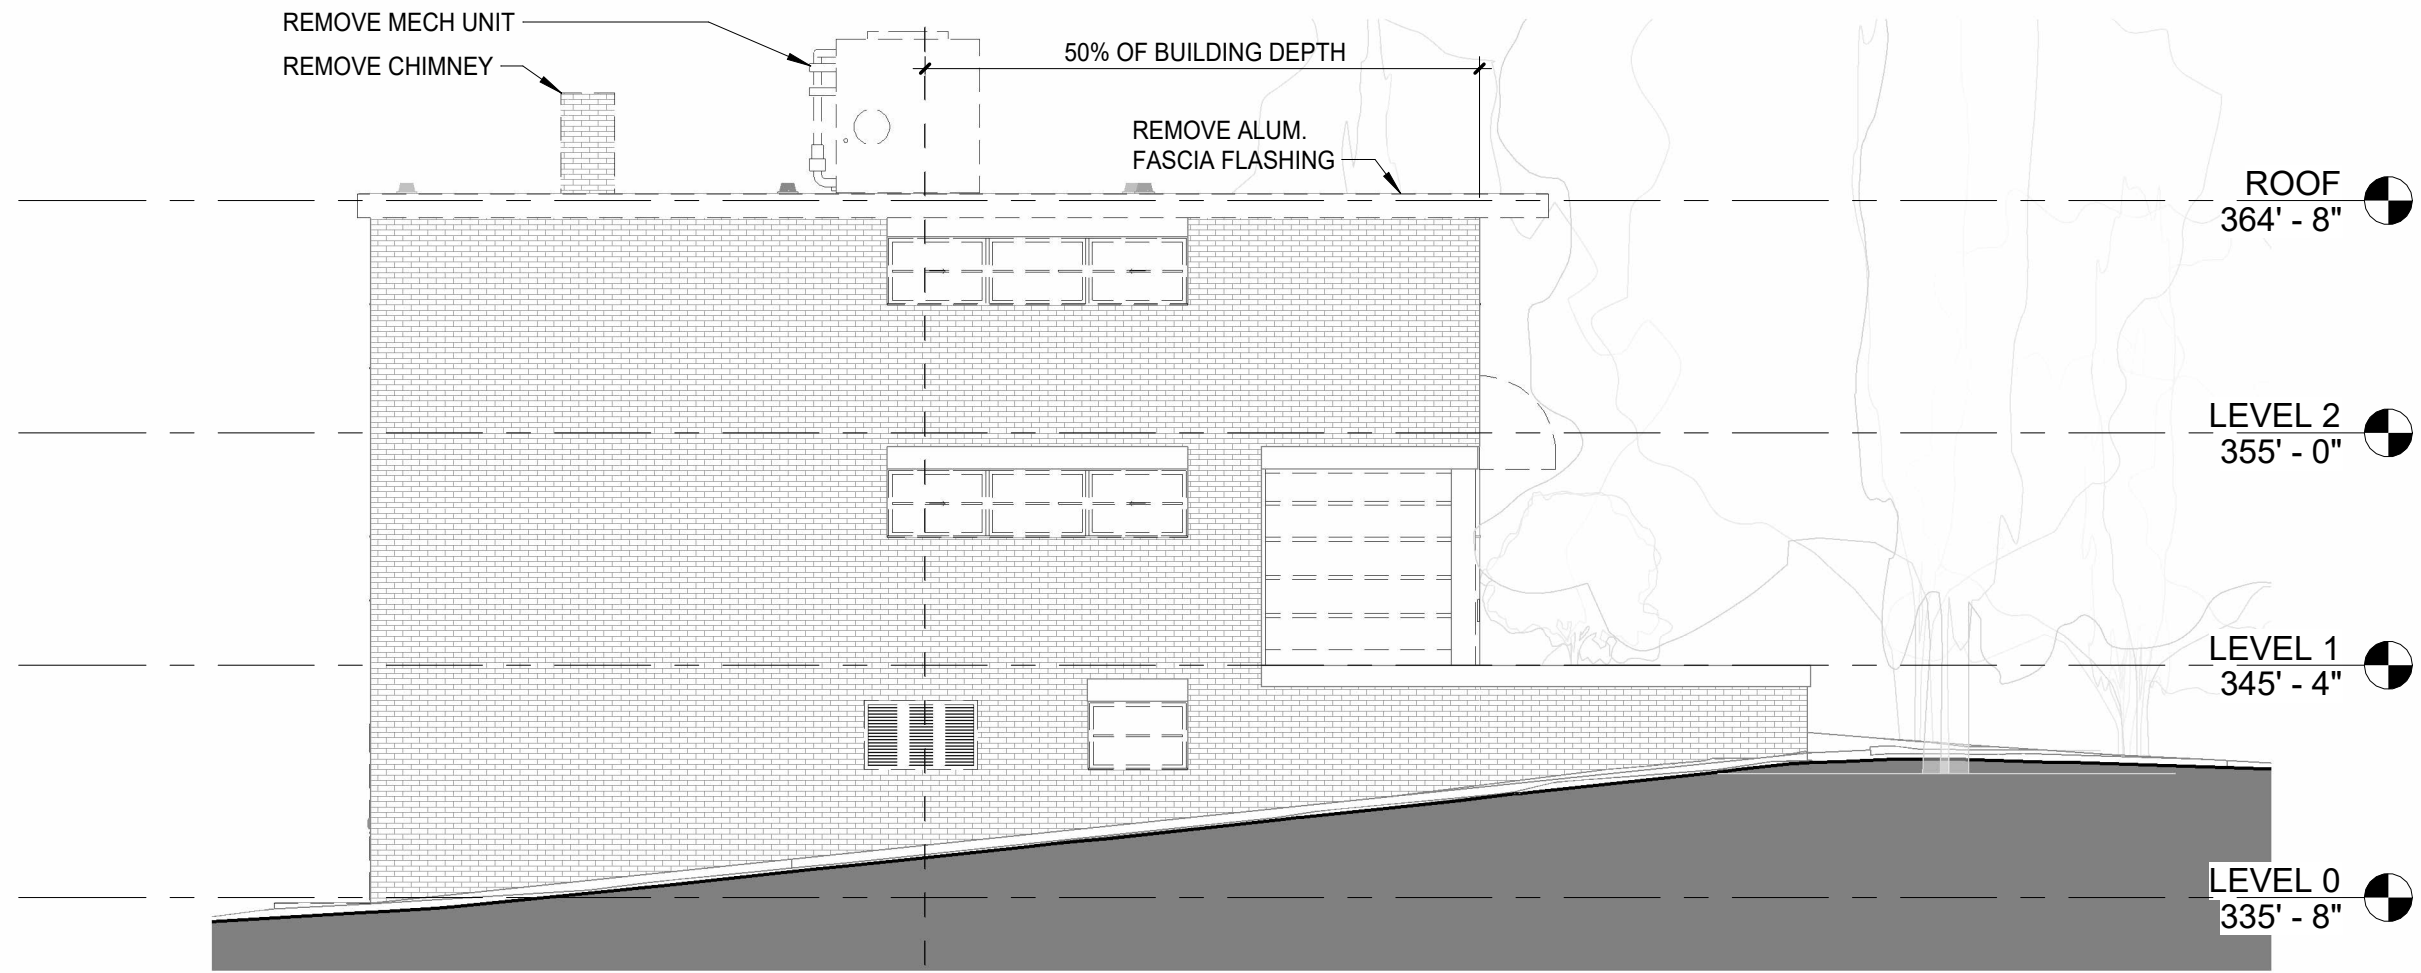 REMOVE MECH UNIT
REMOVE CHIMNEY
50% OF BUILDING DEPTH
REMOVE ALUM.
FASCIA FLASHING
ROOF
364' - 8"
LEVEL 2
355' - 0"
LEVEL 1
345' - 4"
LEVEL 0
335' - 8"